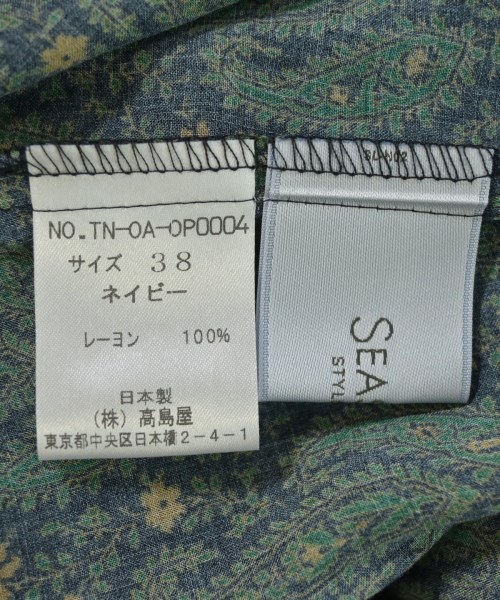 NO.TN-OA-OP0004
サイズ 38
ネイビー
レーヨン 100%
日本製
(株) 高島屋
東京都中央区日本橋2-4-1
SEA
STYL